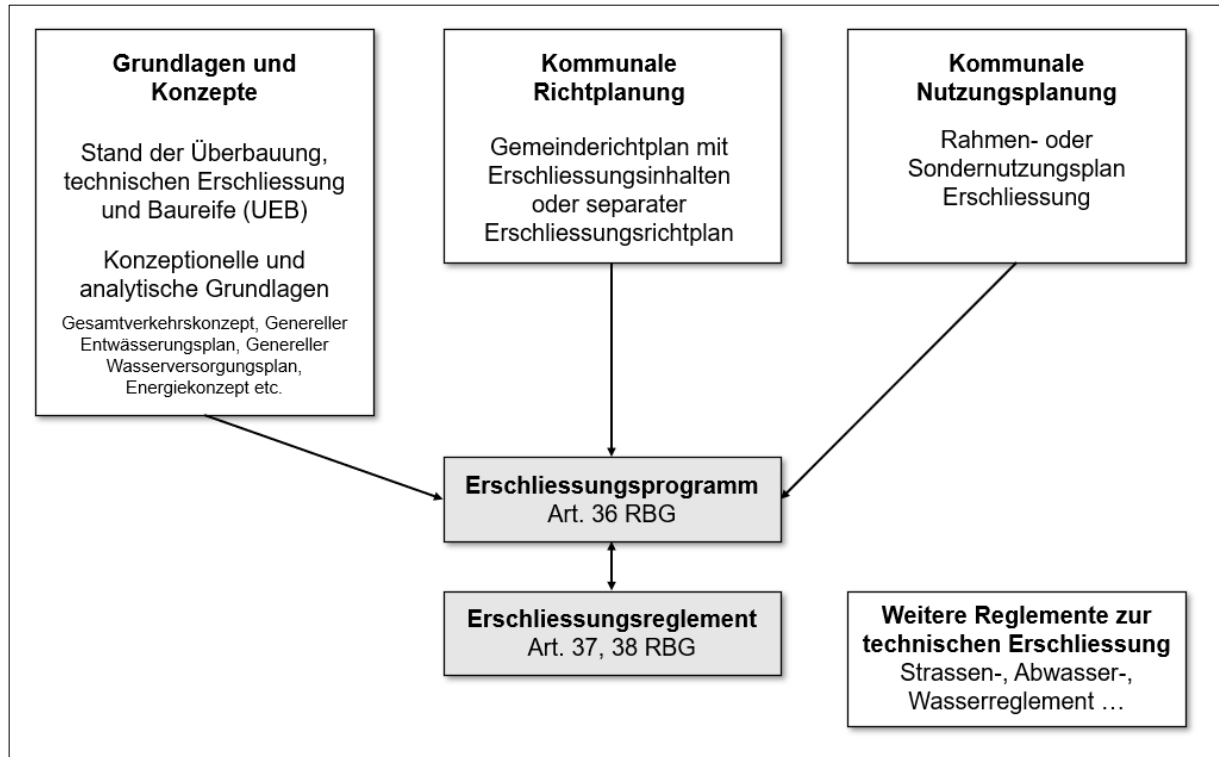 Grundlagen und
Konzepte
Stand der Überbauung,
technischen Erschliessung
und Baureife (UEB)
Konzeptionelle und
analytische Grundlagen
Gesamtverkehrskonzept, Genereller
Entwässerungsplan, Genereller
Wasserversorgungsplan,
Energiekonzept etc.
Kommunale
Richtplanung
Gemeinderichtplan mit
Erschliessungsinhalten
oder separater
Erschliessungsrichtplan
Kommunale
Nutzungsplanung
Rahmen- oder
Sondernutzungsplan
Erschliessung
Erschliessungsprogramm
Art. 36 RBG
Erschliessungsreglement
Art. 37, 38 RBG
Weitere Reglemente zur
technischen Erschliessung
Strassen-, Abwasser-,
Wasserreglement …